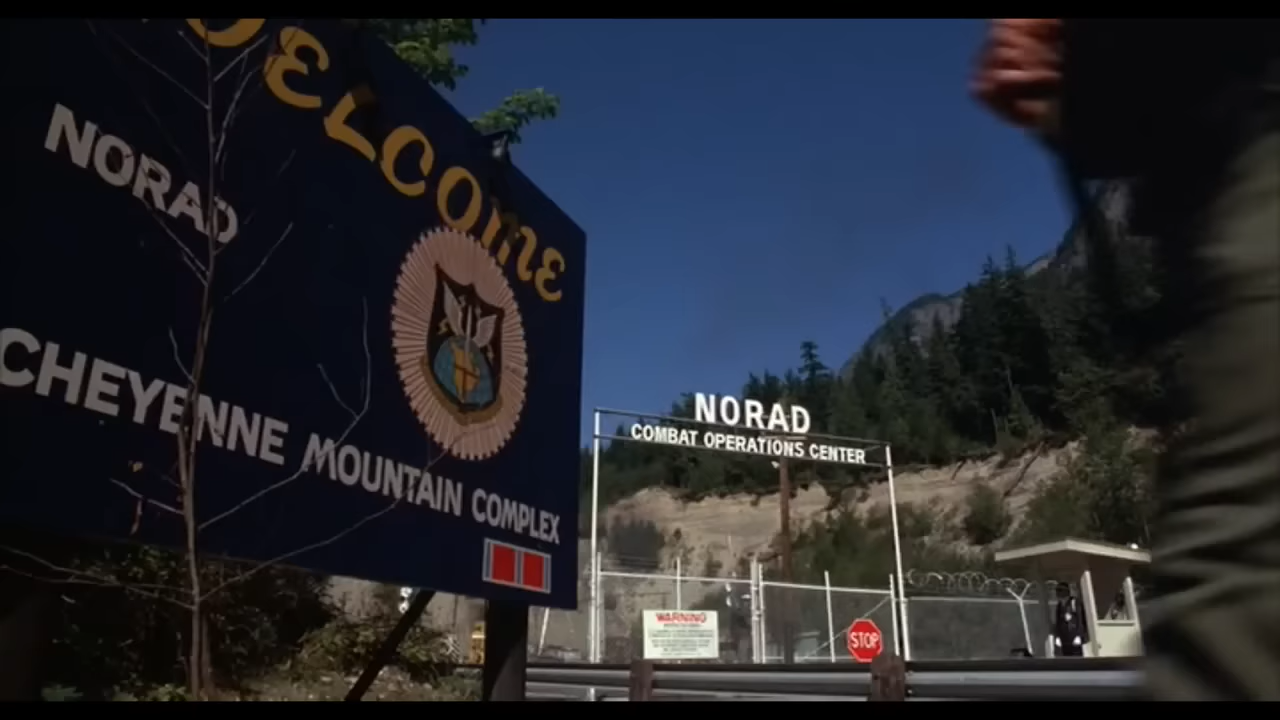 WELCOME
NORAD
CHEYENNE MOUNTAIN COMPLEX
NORAD
COMBAT OPERATIONS CENTER
WARNING
STOP